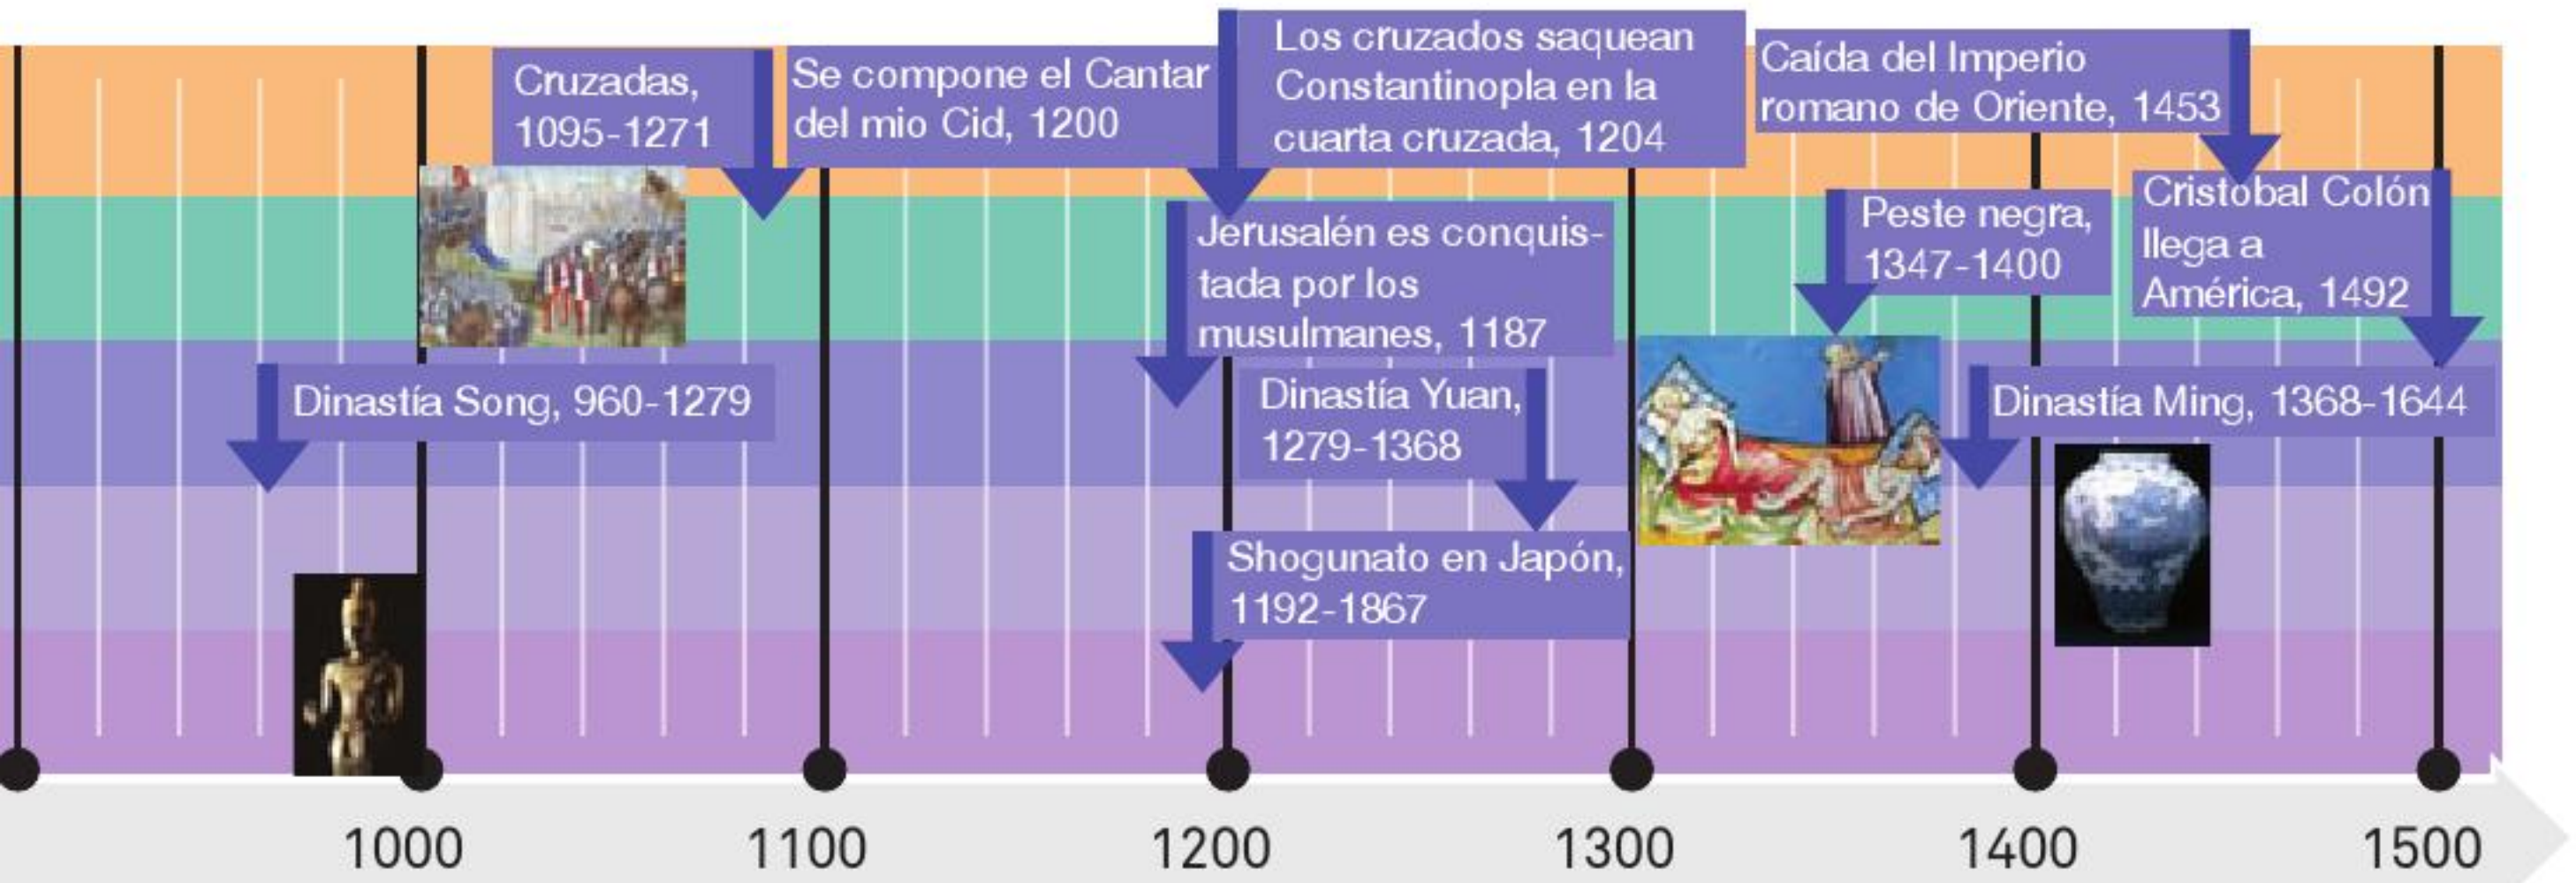 Cruzadas,
1095-1271
Se compone el Cantar
del mio Cid, 1200
Los cruzados saquean
Constantinopla en la
cuarta cruzada, 1204
Caída del Imperio
romano de Oriente, 1453
Jerusalén es conquis-
tada por los
musulmanes, 1187
Peste negra,
1347-1400
Cristobal Colón
llega a
América, 1492
Dinastía Song, 960-1279
Dinastía Yuan,
1279-1368
Dinastía Ming, 1368-1644
Shogunato en Japón,
1192-1867
1000 1100 1200 1300 1400 1500